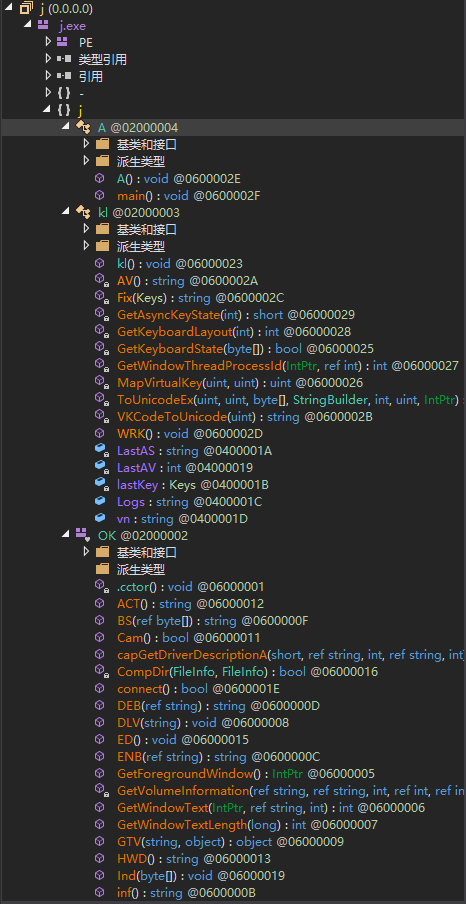 j (0.0.0.0)
j.exe
PE
类型引用
引用
{ } -
{ } j
A @02000004
基类和接口
派生类型
A() : void @0600002E
main() : void @0600002F
kl @02000003
基类和接口
派生类型
kl() : void @06000023
AV() : string @0600002A
Fix(Keys) : string @0600002C
GetAsyncKeyState(int) : short @06000029
GetKeyboardLayout(int) : int @06000028
GetKeyboardState(byte[]) : bool @06000025
GetWindowThreadProcessId(IntPtr, ref int) : int @06000027
MapVirtualKey(uint, uint) : uint @06000026
ToUnicodeEx(uint, uint, byte[], StringBuilder, int, uint, IntPtr) :
VKCodeToUnicode(uint) : string @0600002B
WRK() : void @0600002D
LastAS : string @0400001A
LastAV : int @04000019
lastKey : Keys @0400001B
Logs : string @0400001C
vn : string @0400001D
OK @02000002
基类和接口
派生类型
.cctor() : void @06000001
ACT() : string @06000012
BS(ref byte[]) : string @0600000F
Cam() : bool @06000011
capGetDriverDescriptionA(short, ref string, int, ref string, int)
CompDir(FileInfo, FileInfo) : bool @06000016
connect() : bool @0600001E
DEB(ref string) : string @0600000D
DLV(string) : void @06000008
ED() : void @06000015
ENB(ref string) : string @0600000C
GetForegroundWindow() : IntPtr @06000005
GetVolumeInformation(ref string, ref string, int, ref int, ref in
GetWindowText(IntPtr, ref string, int) : int @06000006
GetWindowTextLength(long) : int @06000007
GTV(string, object) : object @06000009
HWD() : string @06000013
Ind(byte[]) : void @06000019
inf() : string @0600000B